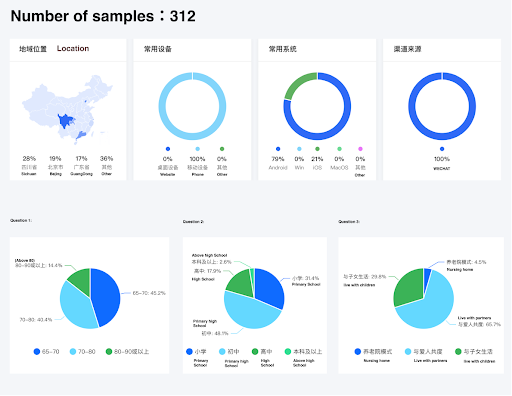 Number of samples：312
地域位置 Location
28% 19% 17% 36%
四川省 北京市 广东省 其他
Sichuan Beijing GuangDong Other
常用设备
0% 100% 0%
桌面设备 移动设备 其他
Website Phone Other
常用系统
79% 0% 21% 0% 0%
Android Win iOS MacOS 其他
Other
渠道来源
100%
WECHAT
Question 1:
(Above 80)
80-90或以上: 14.4%
65-70: 45.2%
70-80: 40.4%
65-70 70-80 80-90或以上
Question 2:
Above high School
本科及以上: 2.6%
高中: 17.9%
High School
小学: 31.4%
Primary School
Primary high
School
初中: 48.1%
小学 初中 高中 本科及以上
Primary Primary high High School Above high School
School School
Question 3:
养老院模式: 4.5%
Nursing home
与子女生活: 29.8%
live with children
Live with partners
与爱人共度: 65.7%
养老院模式 与爱人共度 与子女生活
Nursing home Live with partners live with children